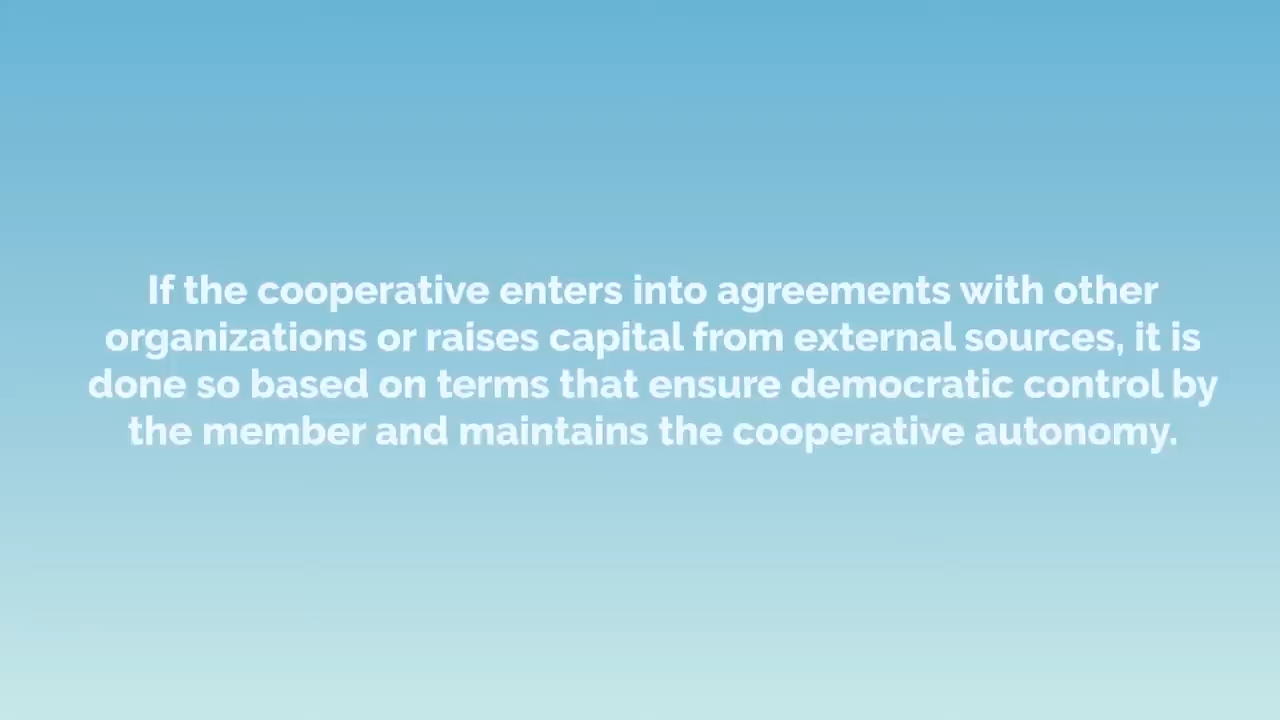 If the cooperative enters into agreements with other
organizations or raises capital from external sources, it is
done so based on terms that ensure democratic control by
the member and maintains the cooperative autonomy.